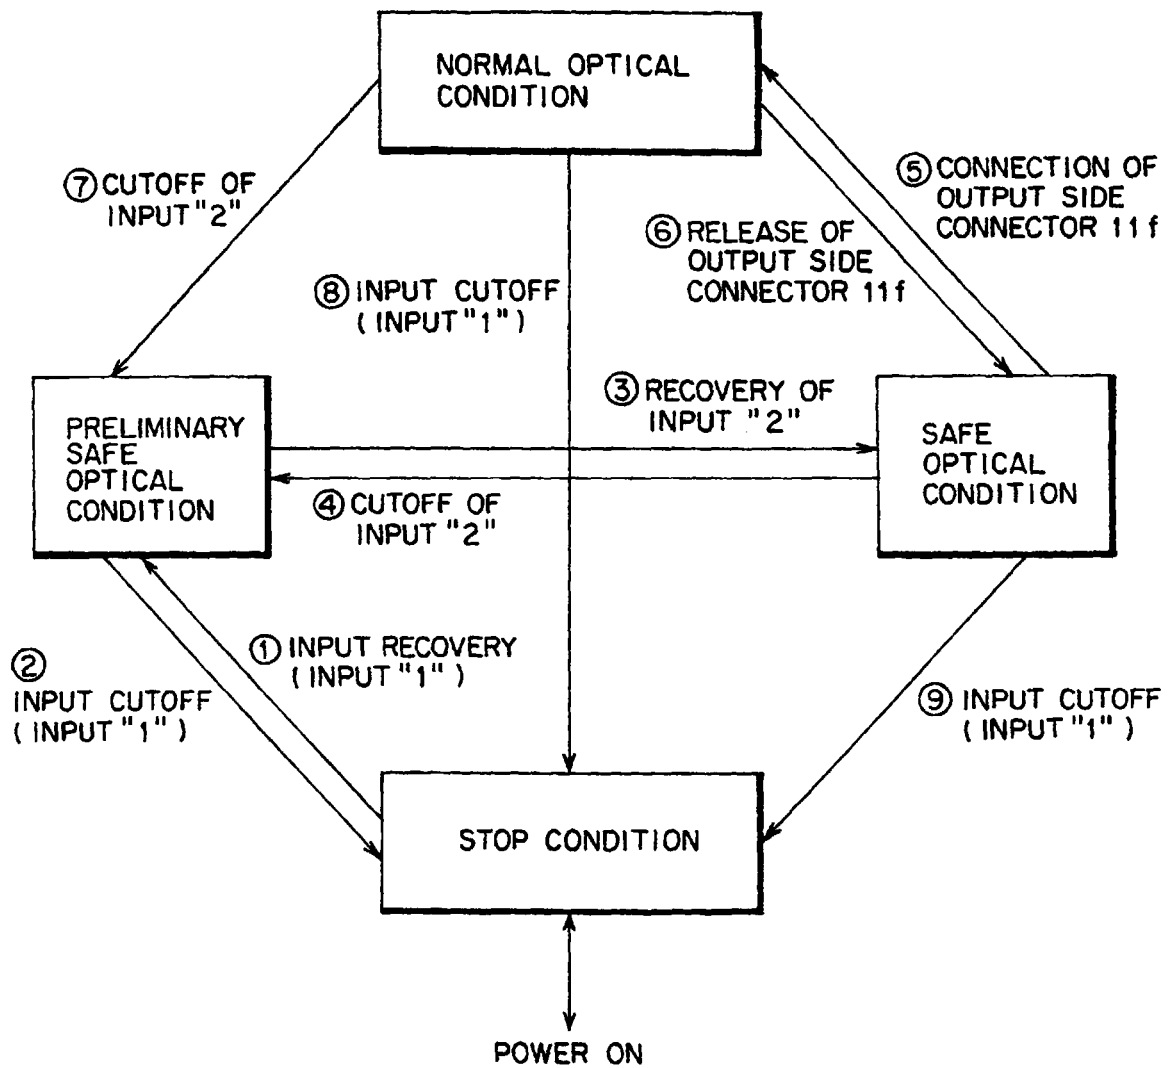 NORMAL OPTICAL
CONDITION
⑦ CUTOFF OF
INPUT "2"
⑤ CONNECTION OF
OUTPUT SIDE
CONNECTOR 11f
⑥ RELEASE OF
OUTPUT SIDE
CONNECTOR 11f
⑧ INPUT CUTOFF
(INPUT "1")
③ RECOVERY OF
INPUT "2"
PRELIMINARY
SAFE
OPTICAL
CONDITION
SAFE
OPTICAL
CONDITION
④ CUTOFF OF
INPUT "2"
① INPUT RECOVERY
(INPUT "1")
②
INPUT CUTOFF
(INPUT "1")
⑨ INPUT CUTOFF
(INPUT "1")
STOP CONDITION
POWER ON